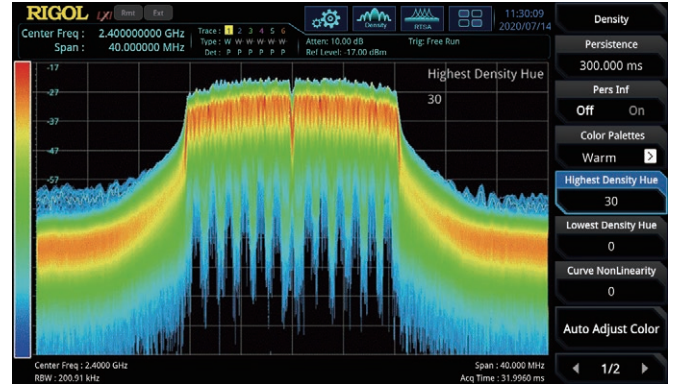 RIGOL LXI Rmt Ext
Center Freq : 2.400000000 GHz
Span : 40.000000 MHz
Trace : 1 2 3 4 5 6
Type : W W W W W W
Det : P P P P P P
Atten: 10.00 dB
Ref Level: -17.00 dBm
Trig: Free Run
Density
RTSA
11:30:09
2020/07/14
-17
-27
-37
-47
-57
Highest Density Hue
30
Center Freq : 2.4000 GHz
RBW : 200.91 kHz
Span : 40.000 MHz
Acq Time : 31.9960 ms
Density
Persistence
300.000 ms
Pers Inf
Off On
Color Palettes
Warm >
Highest Density Hue
30
Lowest Density Hue
0
Curve NonLinearity
0
Auto Adjust Color
1/2